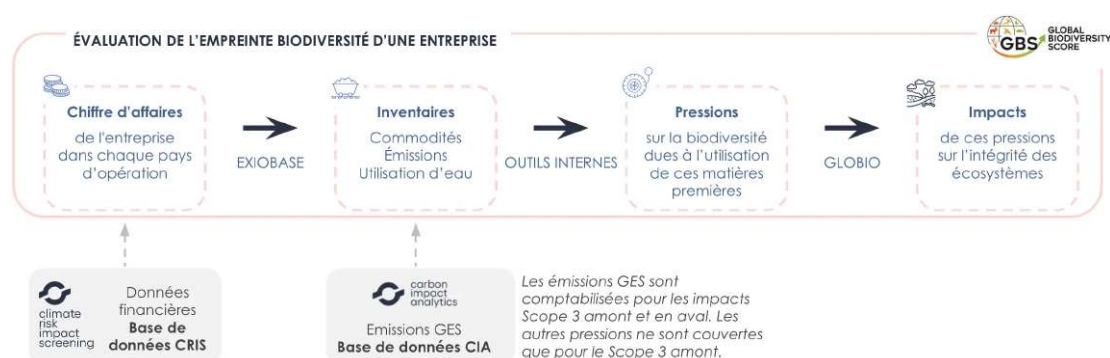 ÉVALUATION DE L'EMPREINTE BIODIVERSITÉ D'UNE ENTREPRISE
GBS
GLOBAL
BIODIVERSITY
SCORE
Chiffre d'affaires
de l'entreprise
dans chaque pays
d'opération
EXIOBASE
Inventaires
Commodités
Émissions
Utilisation d'eau
OUTILS INTERNES
Pressions
sur la biodiversité
dues à l'utilisation
de ces matières
premières
GLOBIO
Impacts
de ces pressions
sur l'intégrité des
écosystèmes
climate
risk
impact
screening
Données
financières
Base de
données CRIS
carbon
impact
analytics
Emissions GES
Base de données CIA
Les émissions GES sont
comptabilisées pour les impacts
Scope 3 amont et en aval. Les
autres pressions ne sont couvertes
que pour le Scope 3 amont.